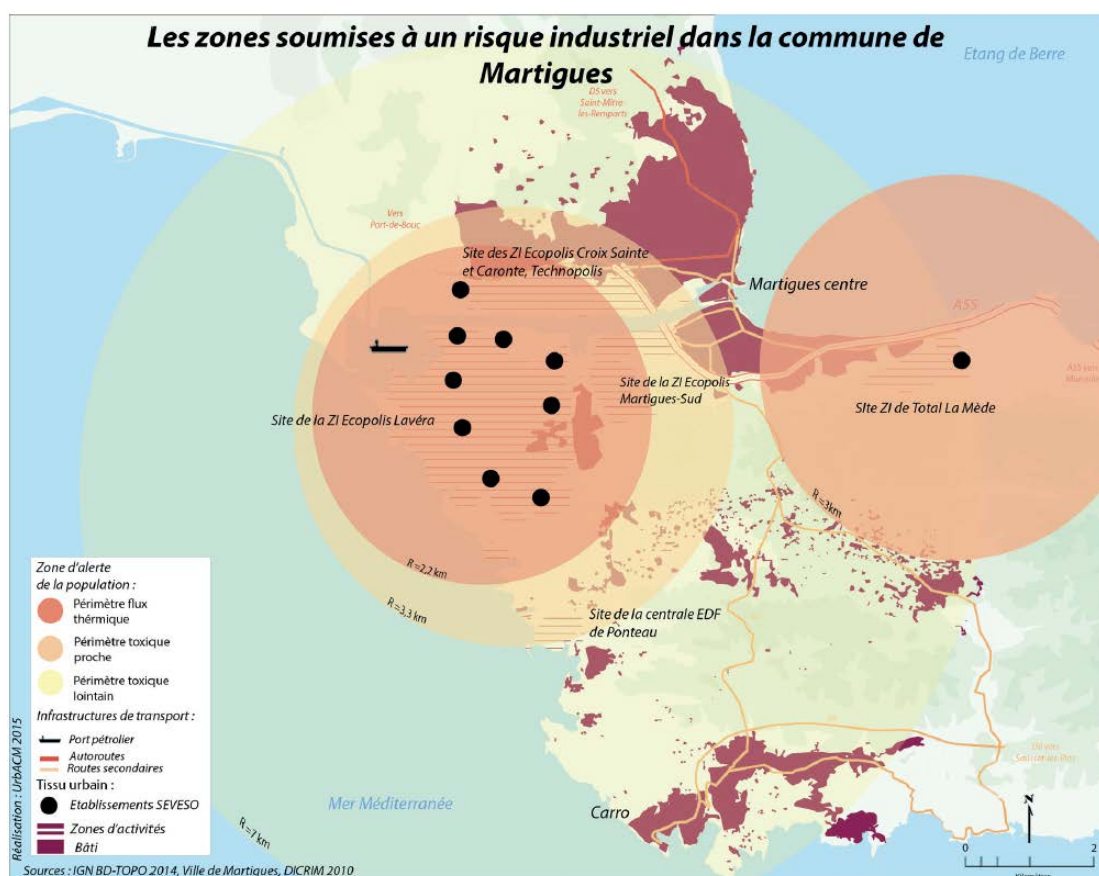 Les zones soumises à un risque industriel dans la commune de
Martigues
Etang de Berre
D5 vers
Saint-Mitre
les-Remparts
Vers
Port-de-Bouc
Site des ZI Ecopolis Croix Sainte
et Caronte, Technopolis
Martigues centre
A55
A55 vers
Site de la ZI Ecopolis
Martigues-Sud
Site de la ZI Ecopolis Lavéra
SIte ZI de Total La Mède
R =3km
R =2,2 km
R =3,3 km
Site de la centrale EDF
de Ponteau
Zone d'alerte
de la population :
Périmètre flux
thérmique
Périmètre toxique
proche
Périmètre toxique
lointain
Infrastructures de transport :
Port pétrolier
Autoroutes
Routes secondaires
Tissu urbain :
Etablissements SEVESO
Zones d'activités
Bâti
Mer Méditerranée
Carro
R =7 km
N
0
2
Kilomètres
Réalisation : UrbACM 2015
Sources : IGN BD-TOPO 2014, Ville de Martigues, DICRIM 2010